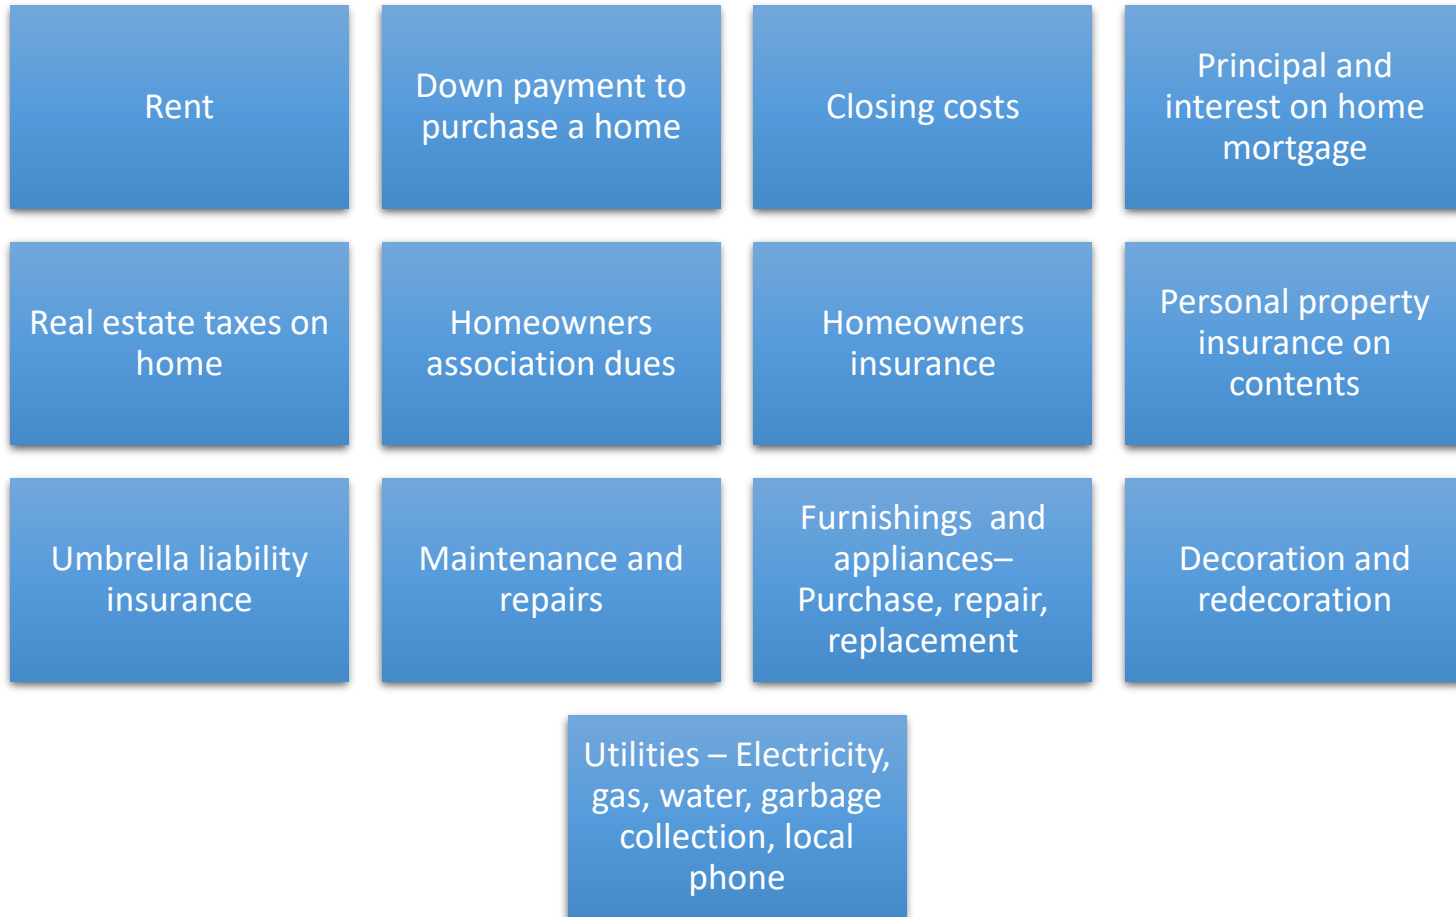 Rent
Down payment to
purchase a home
Closing costs
Principal and
interest on home
mortgage
Real estate taxes on
home
Homeowners
association dues
Homeowners
insurance
Personal property
insurance on
contents
Umbrella liability
insurance
Maintenance and
repairs
Furnishings  and
appliances–
Purchase, repair,
replacement
Decoration and
redecoration
Utilities – Electricity,
gas, water, garbage
collection, local
phone